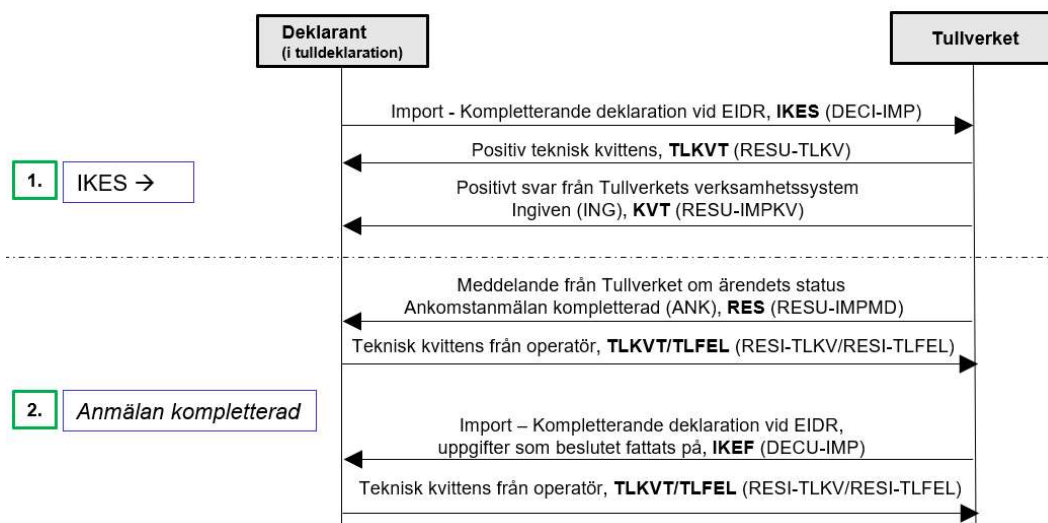 Deklarant
(i tulldeklaration)
Tullverket
Import - Kompletterande deklaration vid EIDR, IKES (DECI-IMP)
Positiv teknisk kvittens, TLKVT (RESU-TLKV)
1.
IKES →
Positivt svar från Tullverkets verksamhetssystem
Ingiven (ING), KVT (RESU-IMPKV)
Meddelande från Tullverket om ärendets status
Ankomstanmälan kompletterad (ANK), RES (RESU-IMPMD)
Teknisk kvittens från operatör, TLKVT/TLFEL (RESI-TLKV/RESI-TLFEL)
2.
Anmälan kompletterad
Import – Kompletterande deklaration vid EIDR,
uppgifter som beslutet fattats på, IKEF (DECU-IMP)
Teknisk kvittens från operatör, TLKVT/TLFEL (RESI-TLKV/RESI-TLFEL)